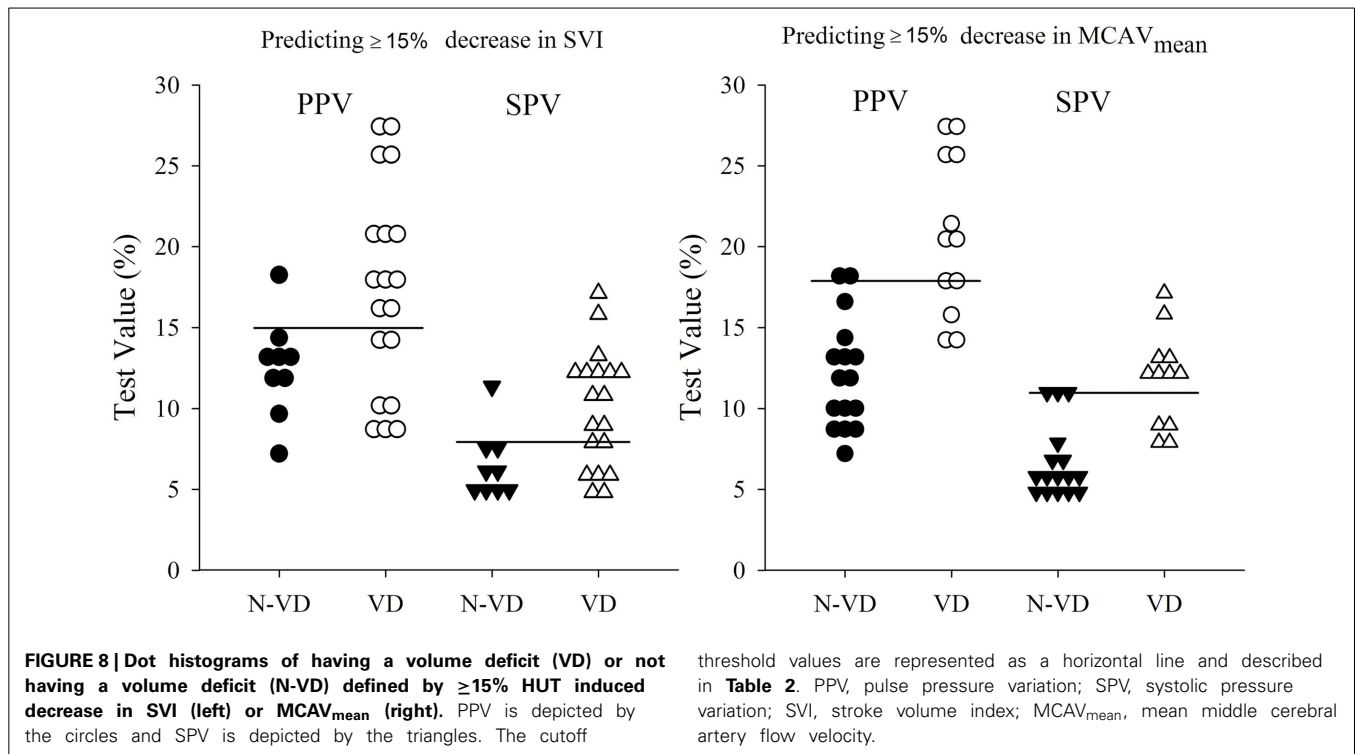 Predicting ≥ 15% decrease in SVI
30
25
20
15
10
5
0
Test Value (%)
PPV
SPV
N-VD
VD
N-VD
VD
Predicting ≥15% decrease in MCAVmean
30
25
20
15
10
5
0
Test Value (%)
PPV
SPV
N-VD
VD
N-VD
VD
FIGURE 8 | Dot histograms of having a volume deficit (VD) or not
having a volume deficit (N-VD) defined by ≥15% HUT induced
decrease in SVI (left) or MCAVmean (right). PPV is depicted by
the circles and SPV is depicted by the triangles. The cutoff
threshold values are represented as a horizontal line and described
in Table 2. PPV, pulse pressure variation; SPV, systolic pressure
variation; SVI, stroke volume index; MCAVmean, mean middle cerebral
artery flow velocity.